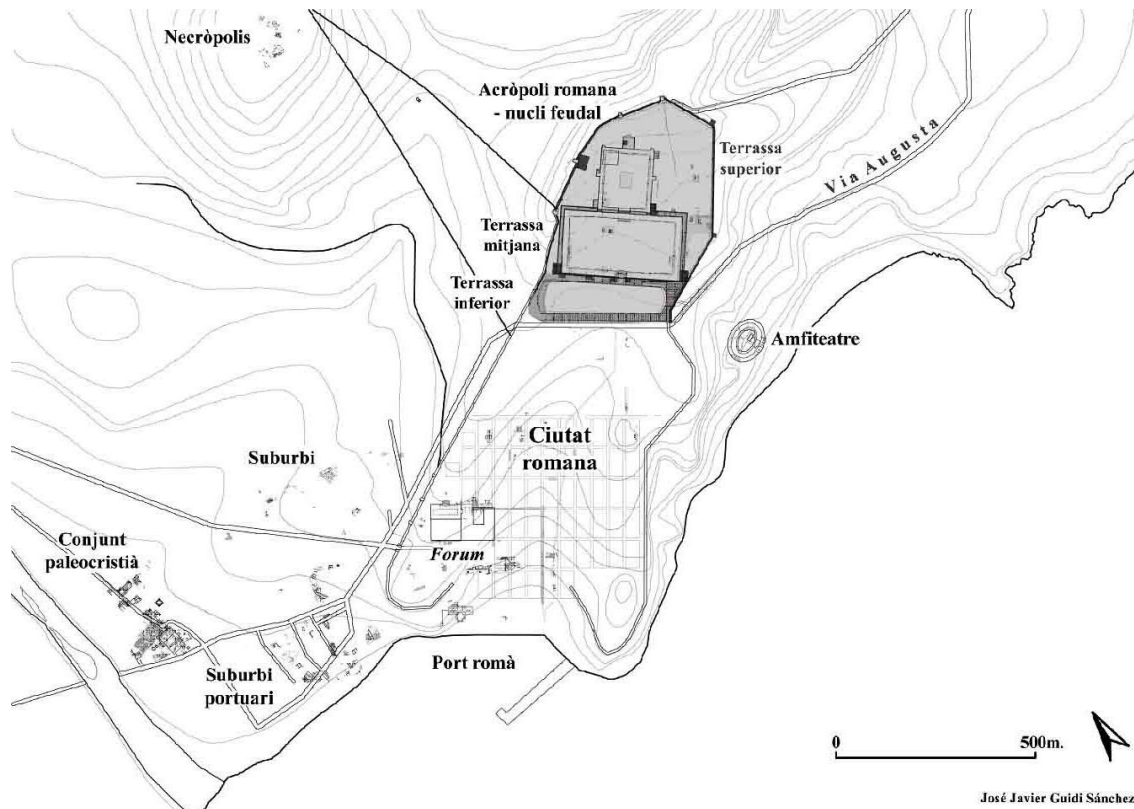 Necròpolis
Acròpoli romana
- nucli feudal
Terrassa
superior
Via Augusta
Terrassa
mitjana
Terrassa
inferior
Amfiteatre
Ciutat
romana
Suburbi
Forum
Conjunt
paleocristià
Suburbi
portuari
Port romà
0 500m.
José Javier Guidi Sánchez